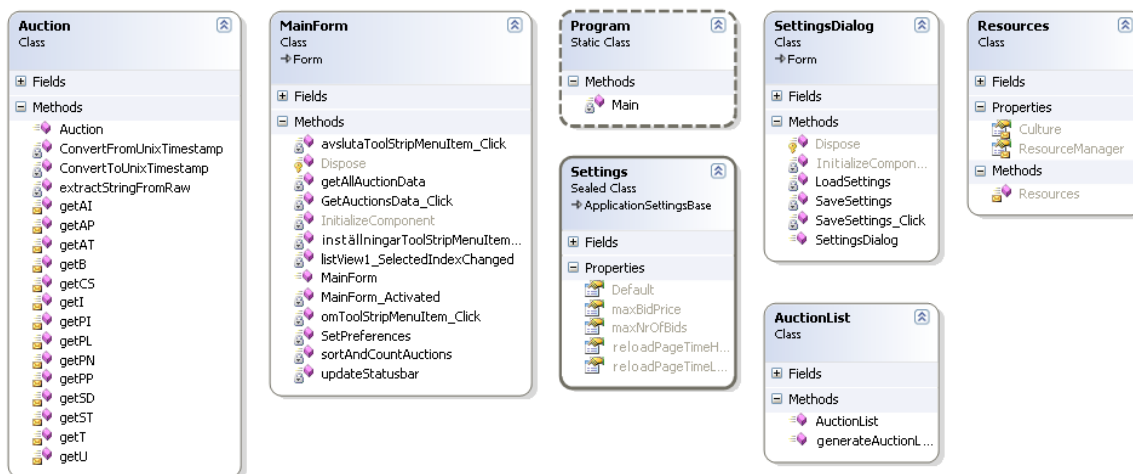 Auction
Class
Fields
Methods
Auction
ConvertFromUnixTimestamp
ConvertToUnixTimestamp
extractStringFromRaw
getAI
getAP
getAT
getB
getCS
getI
getPI
getPL
getPN
getPP
getSD
getST
getT
getU
MainForm
Class
Form
Fields
Methods
avslutaToolStripMenuItem_Click
Dispose
getAllAuctionData
GetAuctionsData_Click
InitializeComponent
inställningarToolStripMenuItem...
listView1_SelectedIndexChanged
MainForm
MainForm_Activated
omToolStripMenuItem_Click
SetPreferences
sortAndCountAuctions
updateStatusbar
Program
Static Class
Methods
Main
Settings
Sealed Class
ApplicationSettingsBase
Fields
Properties
Default
maxBidPrice
maxNrOfBids
reloadPageTimeH...
reloadPageTimeL...
SettingsDialog
Class
Form
Fields
Methods
Dispose
InitializeCompon...
LoadSettings
SaveSettings
SaveSettings_Click
SettingsDialog
AuctionList
Class
Fields
Methods
AuctionList
generateAuctionL...
Resources
Class
Fields
Properties
Culture
ResourceManager
Methods
Resources